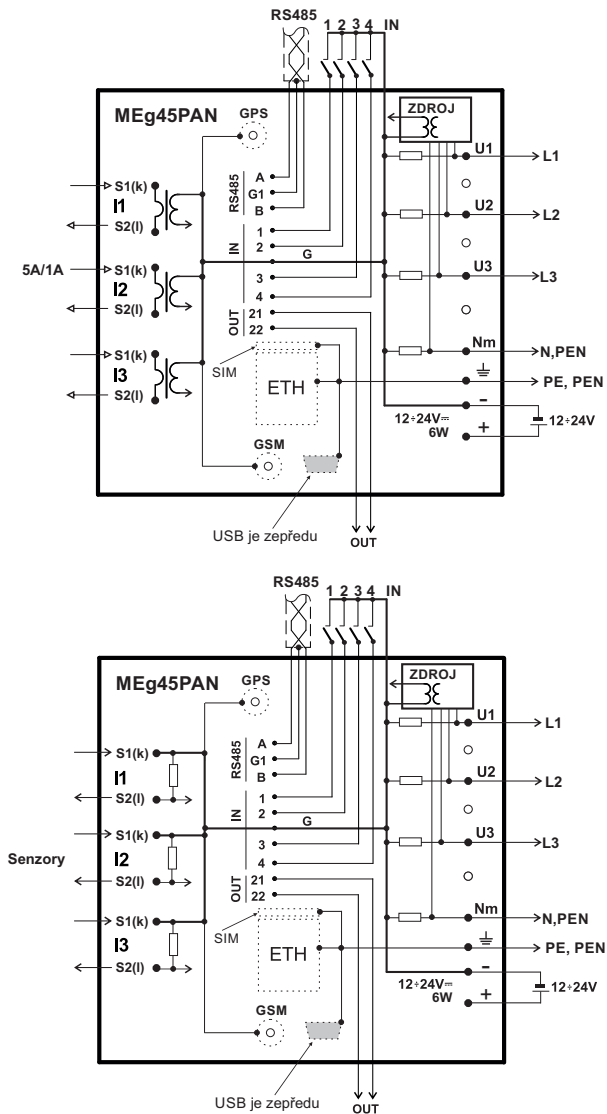 RS485
1 2 3 4 IN
MEg45PAN
GPS
ZDROJ
U1
L1
A
RS485
G1
B
S1(k)
I1
S2(l)
1
IN
2
U2
L2
G
5A/1A
S1(k)
I2
S2(l)
3
4
U3
L3
OUT
21
22
SIM
ETH
S1(k)
I3
S2(l)
Nm
N,PEN
PE, PEN
-
12÷24V
6W
+
12÷24V
GSM
USB je zepředu
OUT
RS485
1 2 3 4 IN
MEg45PAN
GPS
ZDROJ
U1
L1
A
RS485
G1
B
S1(k)
I1
S2(l)
1
IN
2
U2
L2
G
Senzory
S1(k)
I2
S2(l)
3
4
U3
L3
OUT
21
22
SIM
ETH
S1(k)
I3
S2(l)
Nm
N,PEN
PE, PEN
-
12÷24V
6W
+
12÷24V
GSM
USB je zepředu
OUT